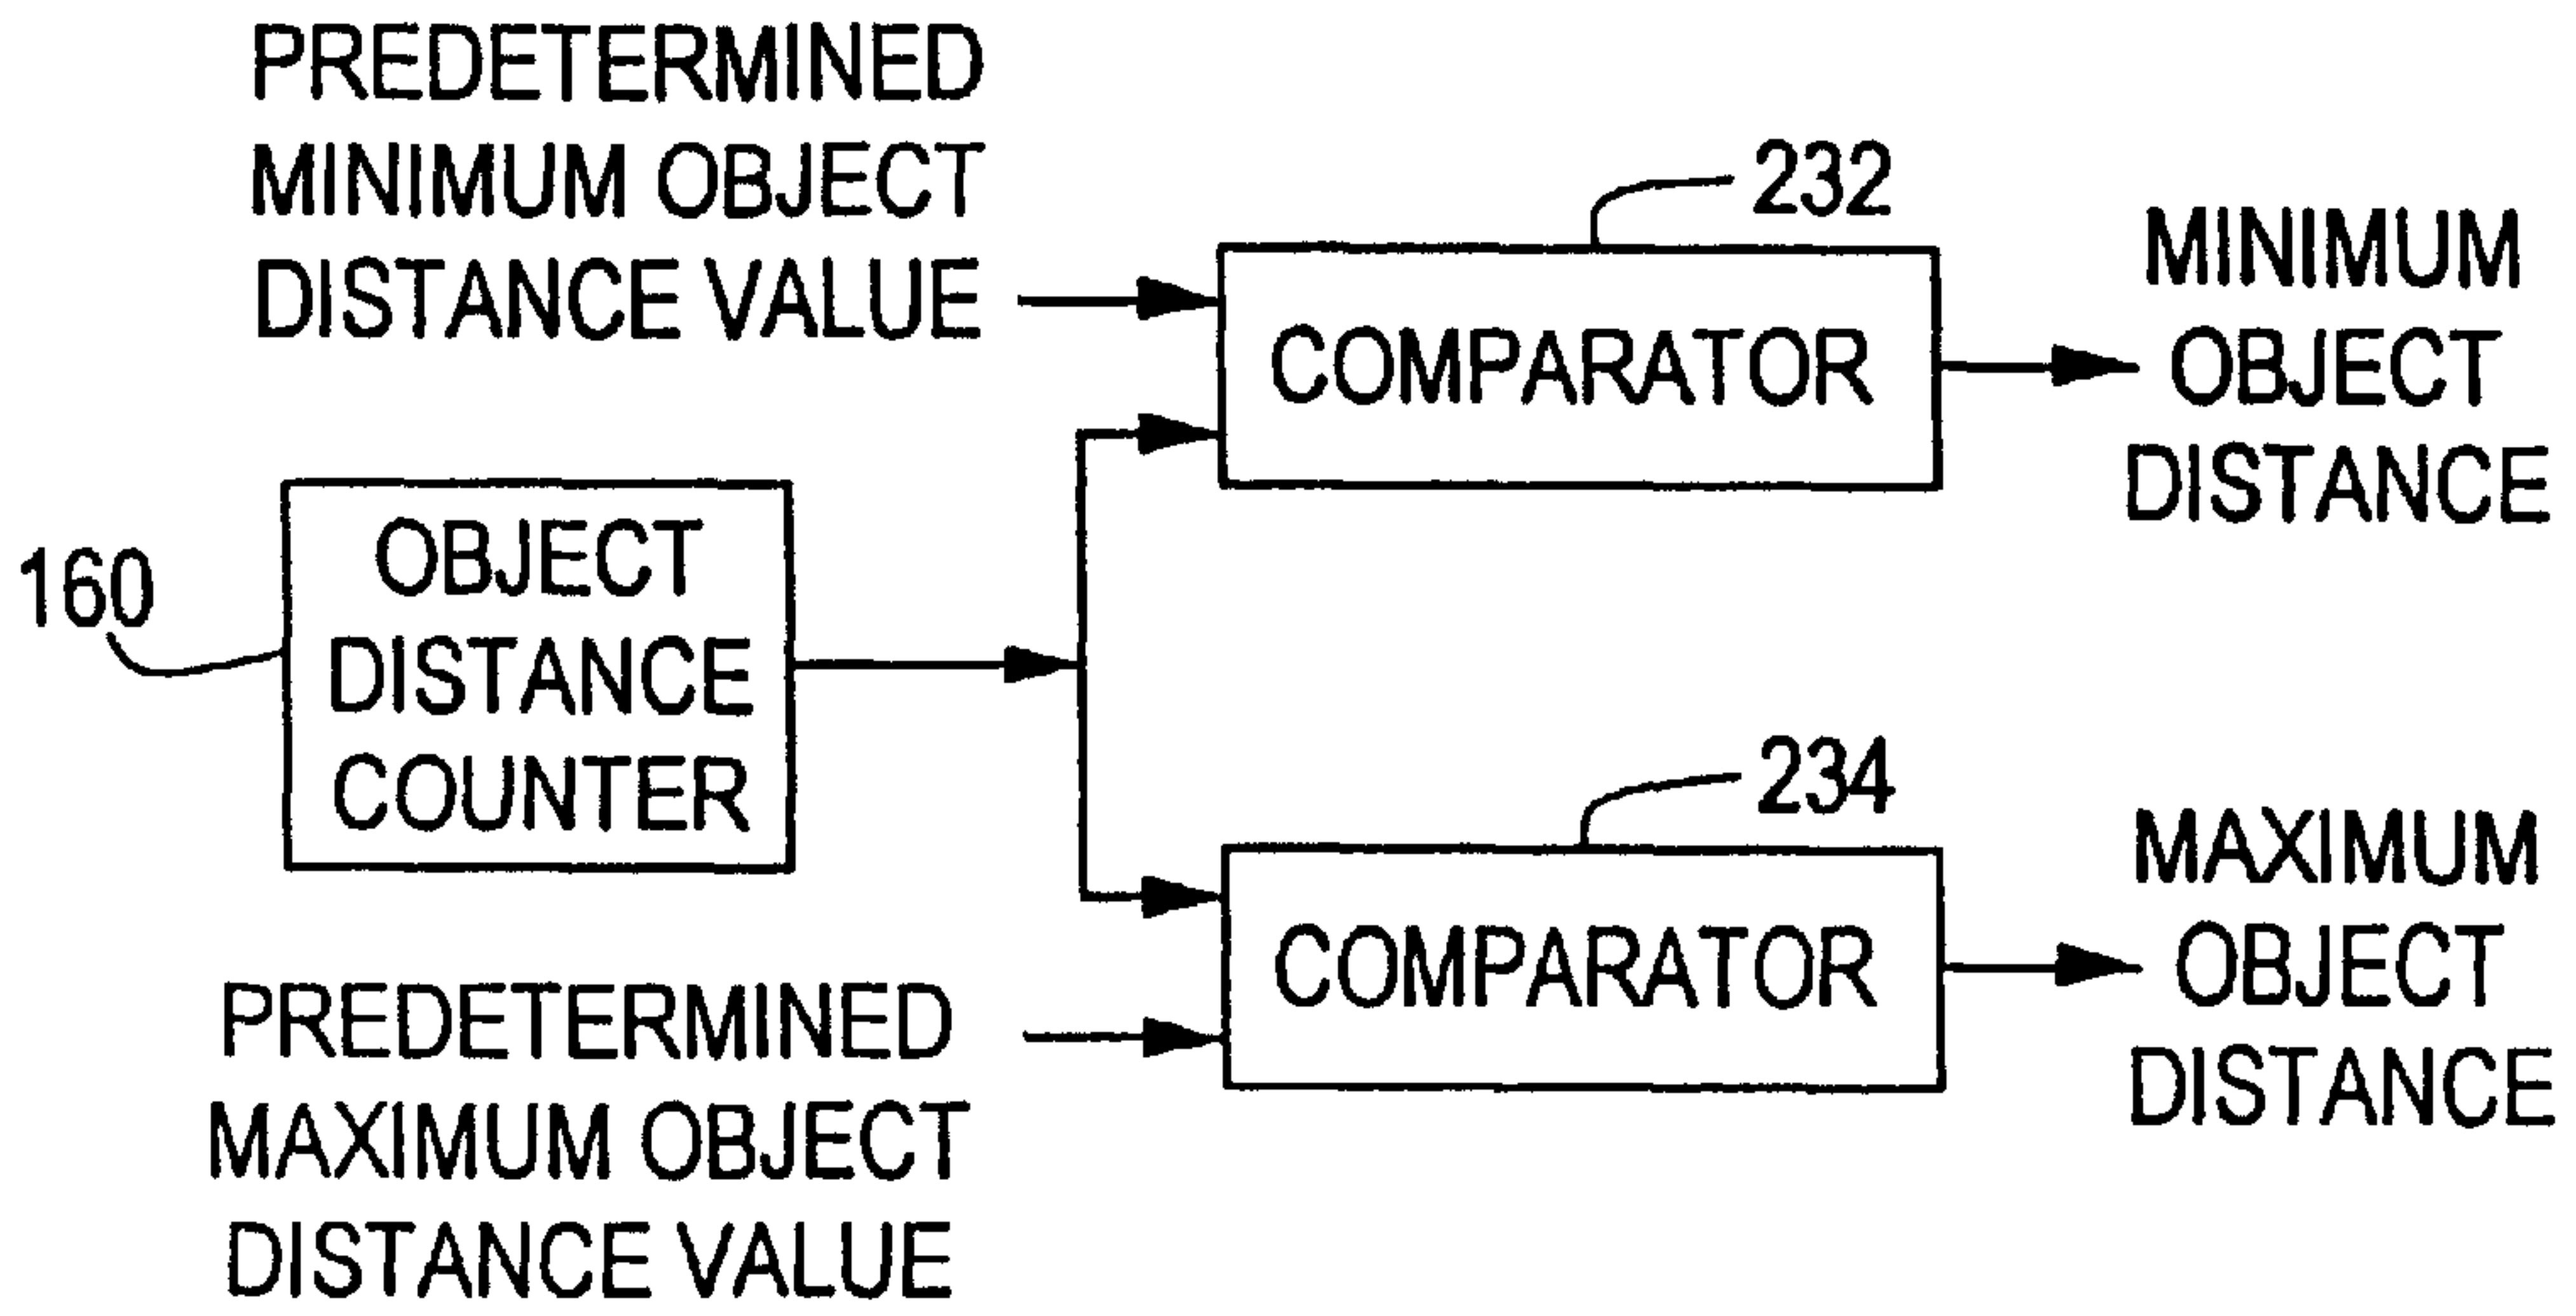 PREDETERMINED
MINIMUM OBJECT
DISTANCE VALUE
232
COMPARATOR
MINIMUM
OBJECT
DISTANCE
160
OBJECT
DISTANCE
COUNTER
234
COMPARATOR
MAXIMUM
OBJECT
DISTANCE
PREDETERMINED
MAXIMUM OBJECT
DISTANCE VALUE